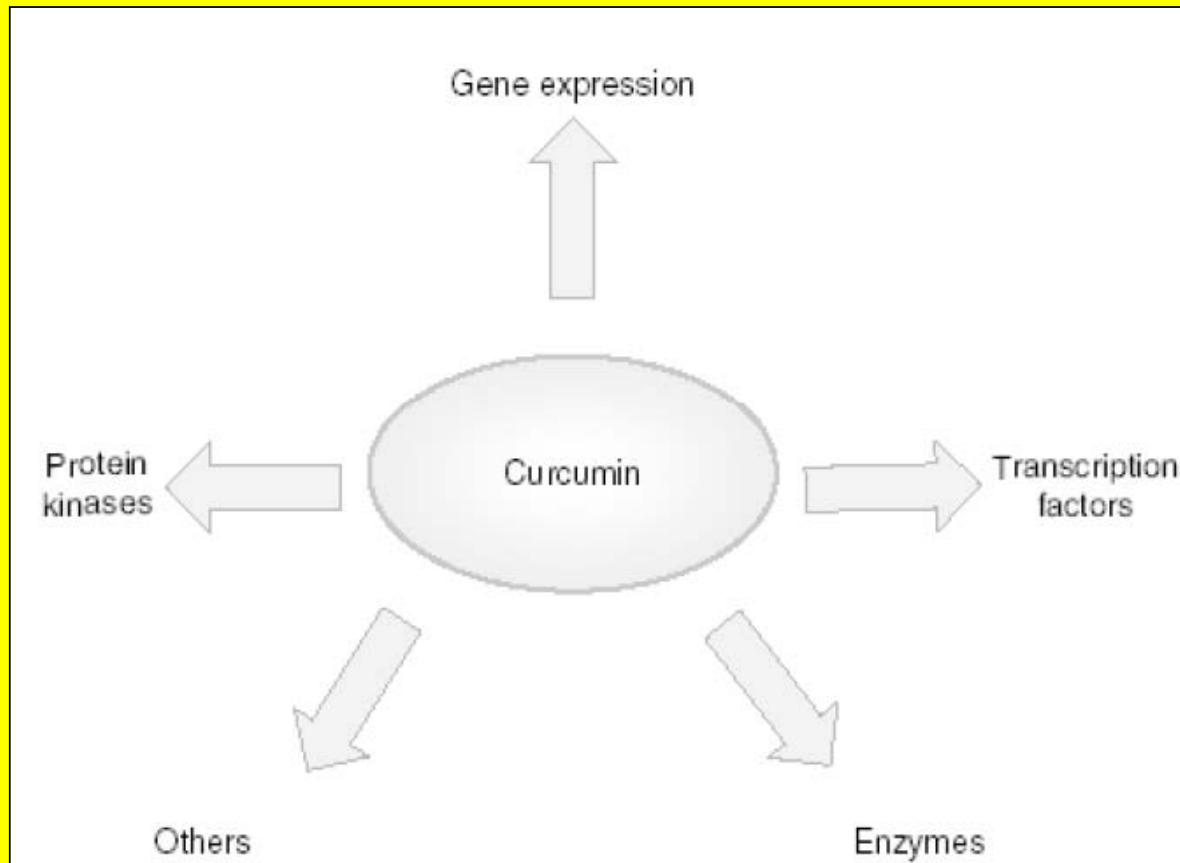 Gene expression
Protein
kinases
Curcumin
Transcription
factors
Others
Enzymes